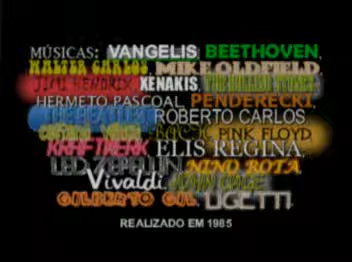 MÚSICAS: VANGELIS, BEETHOVEN,
WALTER CARLOS, MIKE OLDFIELD,
JIMI HENDRIX, XENAKIS, THE ROLLING STONES,
HERMETO PASCOAL, PENDERECKI,
THE BEATLES, ROBERTO CARLOS
BACH, PINK FLOYD
KRAFTWERK, ELIS REGINA,
LED ZEPPELIN, NINO ROTA,
Vivaldi, JOHN CAGE,
GILBERTO GIL, LIGETTI.
REALIZADO EM 1985